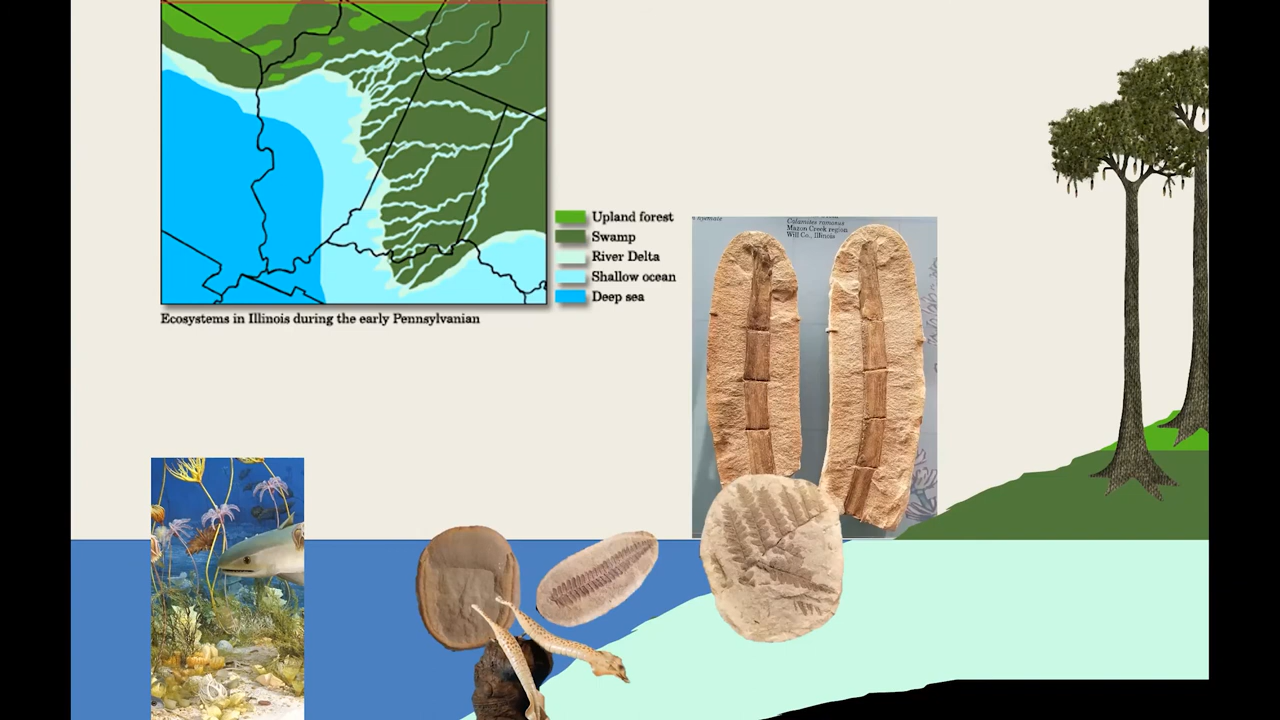 Upland forest
Swamp
River Delta
Shallow ocean
Deep sea
Ecosystems in Illinois during the early Pennsylvanian
Calamites ramosus
Mazon Creek region
Will Co., Illinois